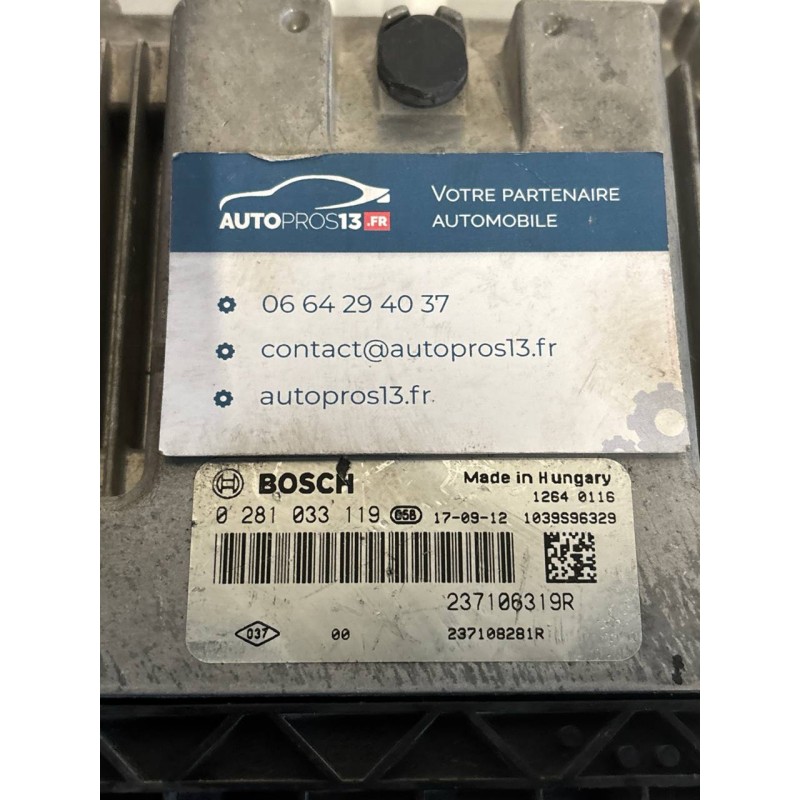 AUTOPROS13.FR
VOTRE PARTENAIRE
AUTOMOBILE
06 64 29 40 37
contact@autopros13.fr
autopros13.fr
BOSCH
Made in Hungary
1264 0116
0 281 033 119 056 17-09-12 1039S96329
237106319R
037 00 237108281R